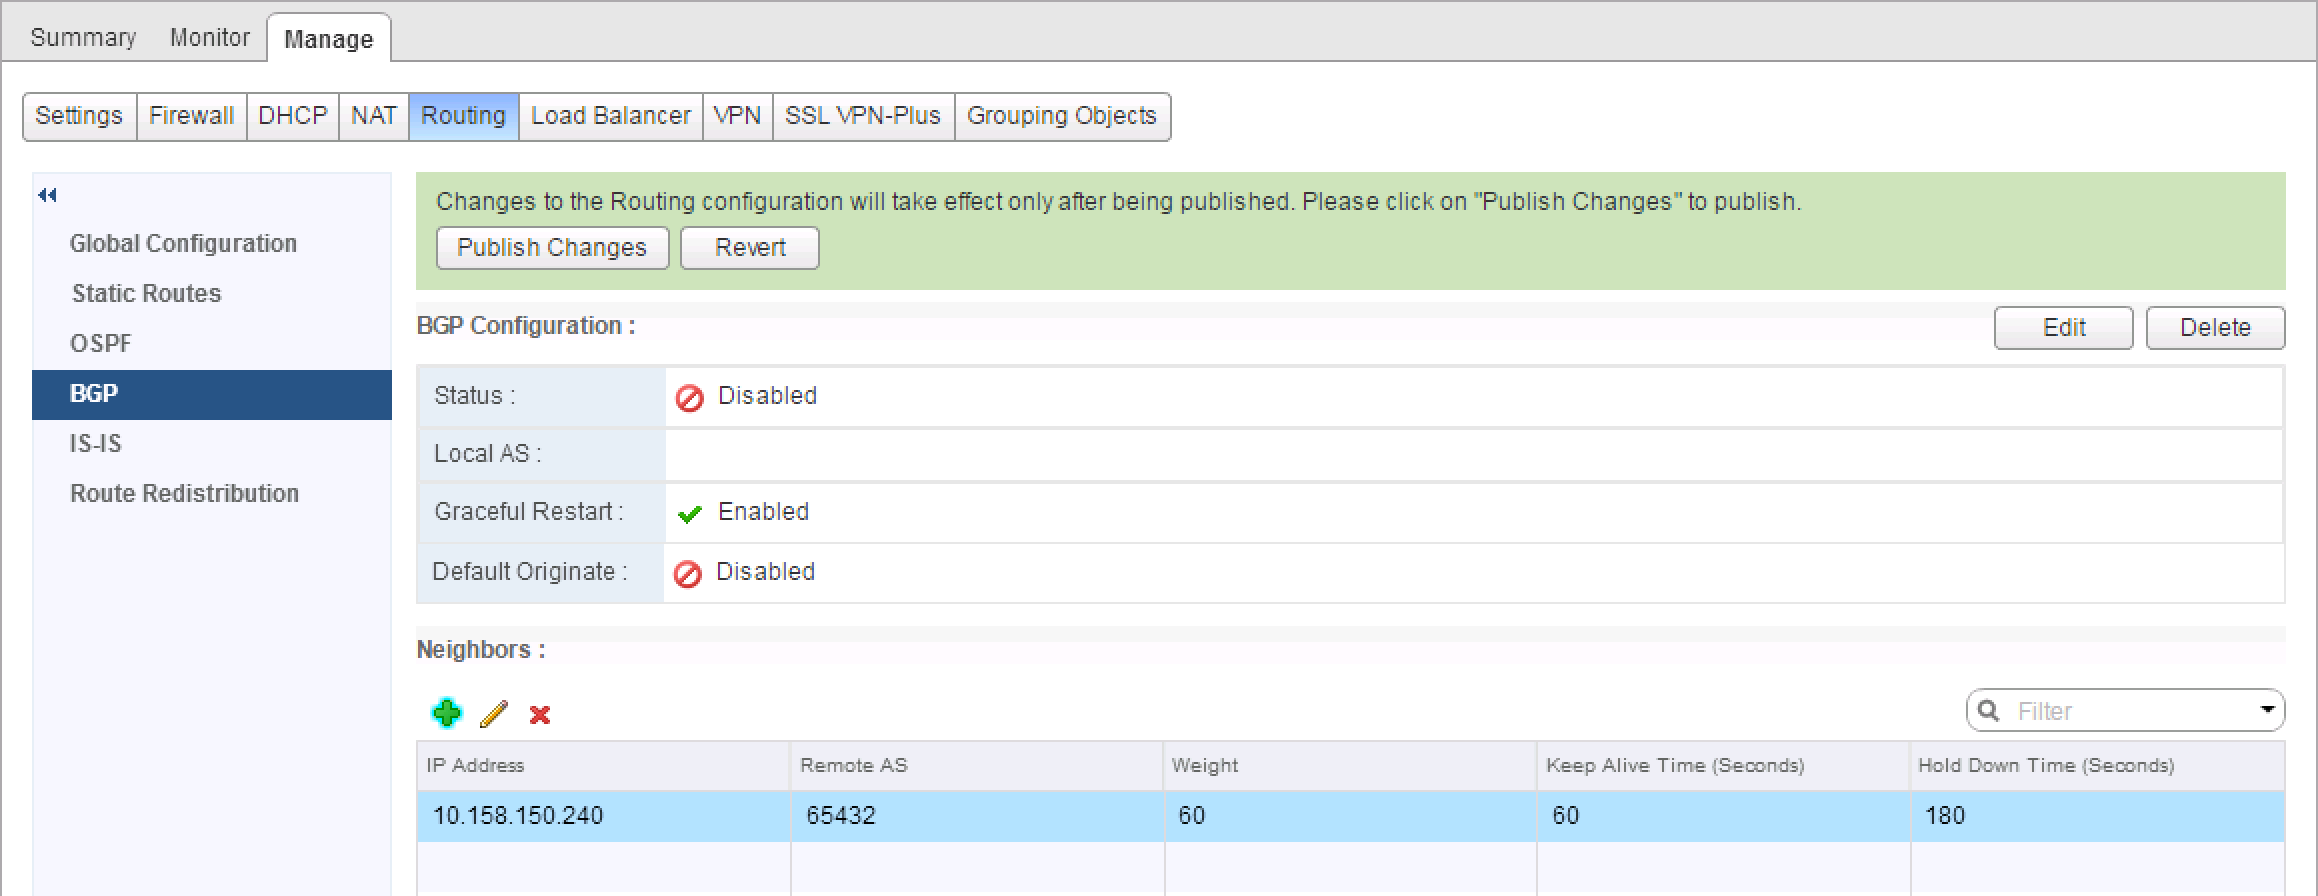 Summary Monitor Manage
Settings Firewall DHCP NAT Routing Load Balancer VPN SSL VPN-Plus Grouping Objects
Global Configuration
Static Routes
OSPF
BGP
IS-IS
Route Redistribution
Changes to the Routing configuration will take effect only after being published. Please click on "Publish Changes" to publish.
Publish Changes Revert
BGP Configuration : Edit Delete
Status : Disabled
Local AS :
Graceful Restart : Enabled
Default Originate : Disabled
Neighbors :
Filter
IP Address Remote AS Weight Keep Alive Time (Seconds) Hold Down Time (Seconds)
10.158.150.240 65432 60 60 180